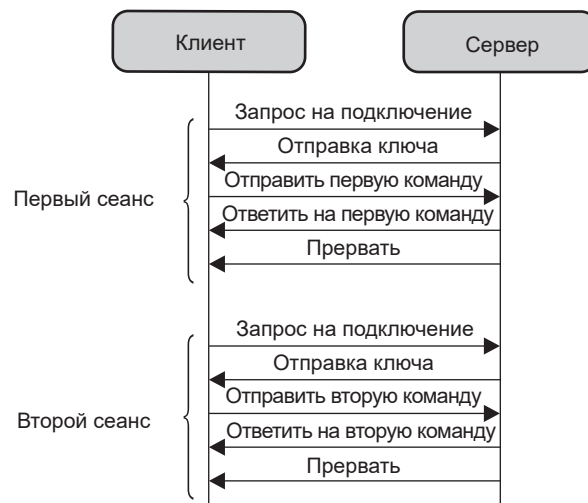 Клиент
Сервер
Запрос на подключение
Отправка ключа
Отправить первую команду
Первый сеанс
Ответить на первую команду
Прервать
Запрос на подключение
Отправка ключа
Отправить вторую команду
Второй сеанс
Ответить на вторую команду
Прервать